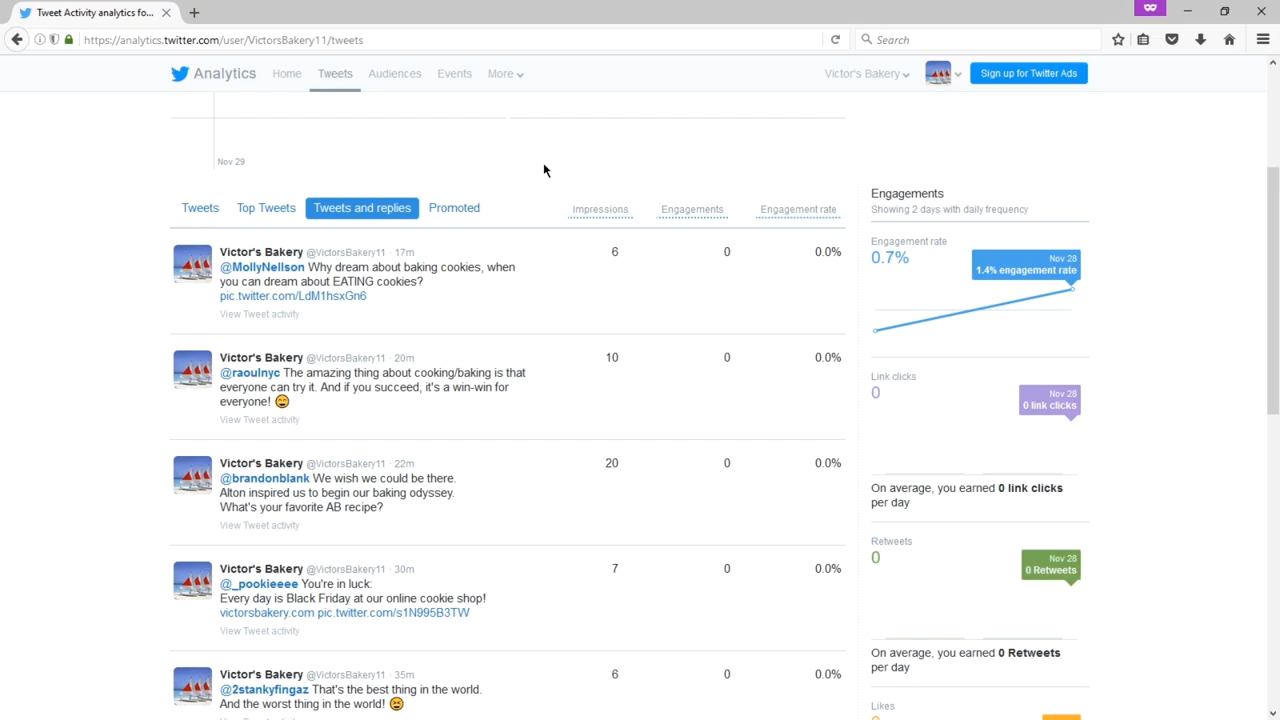 Tweet Activity analytics fo...
https://analytics.twitter.com/user/VictorsBakery11/tweets
Search
Analytics Home Tweets Audiences Events More
Victor's Bakery
Sign up for Twitter Ads
Nov 29
Tweets Top Tweets Tweets and replies Promoted Impressions Engagements Engagement rate
Victor's Bakery @VictorsBakery11 · 17m 6 0 0.0%
@MollyNellson Why dream about baking cookies, when
you can dream about EATING cookies?
pic.twitter.com/LdM1hsxGn6
View Tweet activity
Victor's Bakery @VictorsBakery11 · 20m 10 0 0.0%
@raoulnyc The amazing thing about cooking/baking is that
everyone can try it. And if you succeed, it's a win-win for
everyone!
View Tweet activity
Victor's Bakery @VictorsBakery11 · 22m 20 0 0.0%
@brandonblank We wish we could be there.
Alton inspired us to begin our baking odyssey.
What's your favorite AB recipe?
View Tweet activity
Victor's Bakery @VictorsBakery11 · 30m 7 0 0.0%
@_pookieeee You're in luck:
Every day is Black Friday at our online cookie shop!
victorsbakery.com pic.twitter.com/s1N995B3TW
View Tweet activity
Victor's Bakery @VictorsBakery11 · 35m 6 0 0.0%
@2stankyfingaz That's the best thing in the world.
And the worst thing in the world!
Engagements
Showing 2 days with daily frequency
Engagement rate
0.7%
Nov 28
1.4% engagement rate
Link clicks
0
Nov 28
0 link clicks
On average, you earned 0 link clicks
per day
Retweets
0
Nov 28
0 Retweets
On average, you earned 0 Retweets
per day
Likes